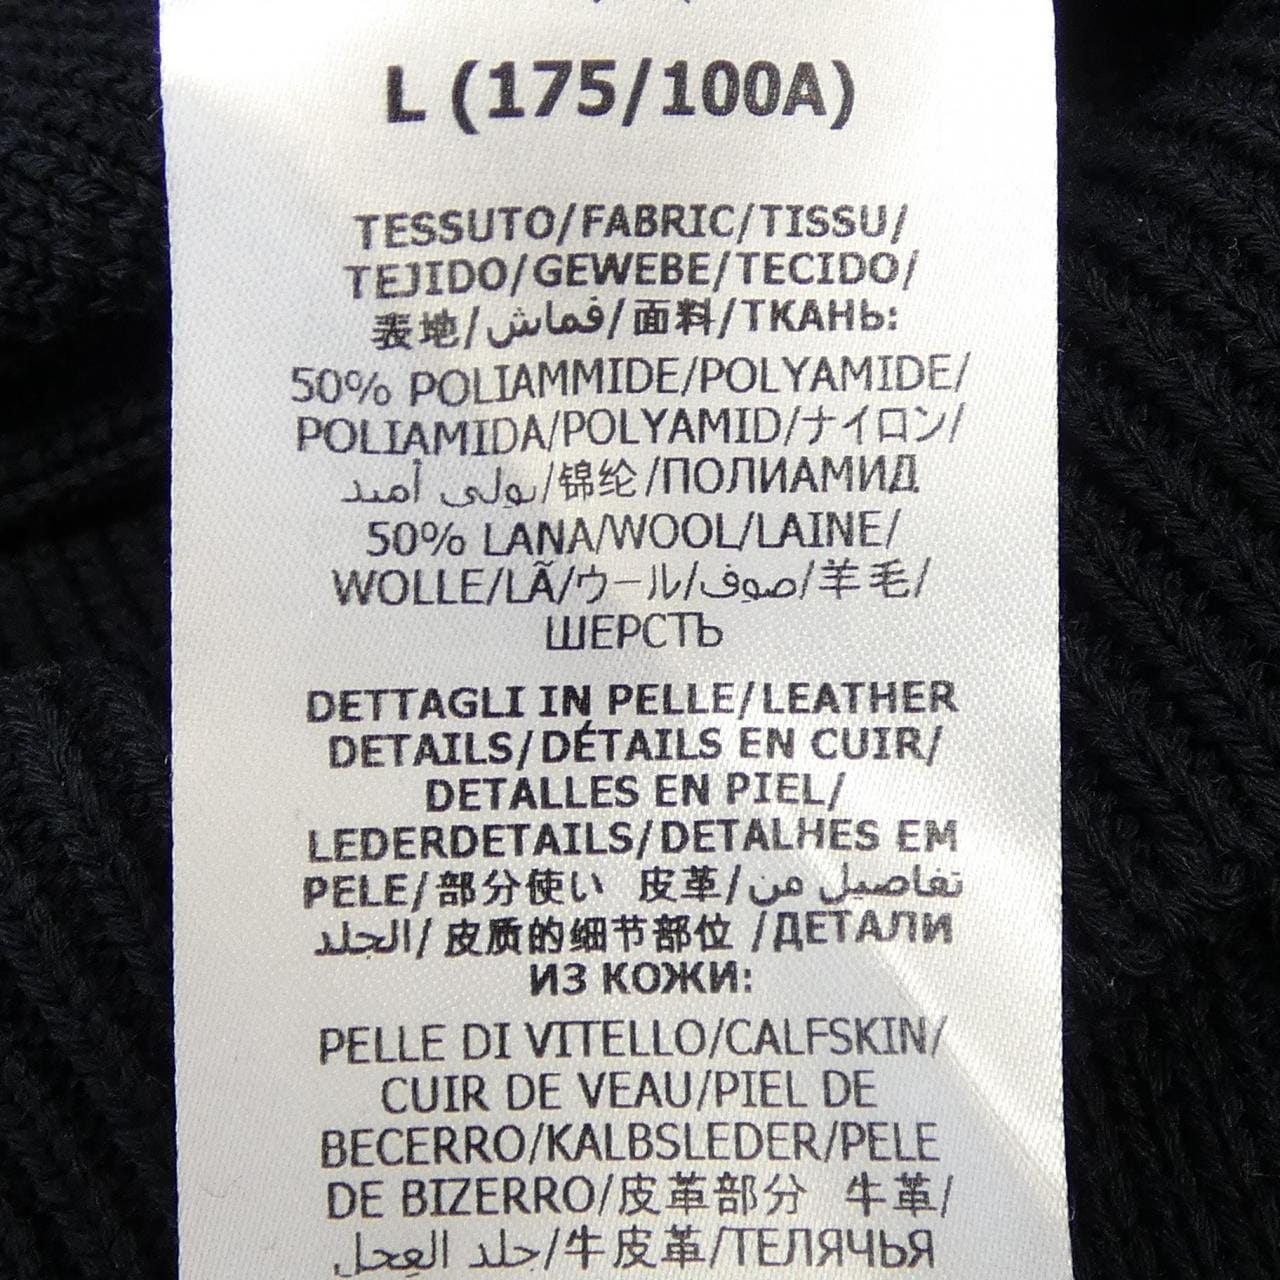 L (175/100A)
TESSUTO/FABRIC/TISSU/
TEJIDO/GEWEBE/TECIDO/
表地/قماش/面料/ТКАНЬ:
50% POLIAMMIDE/POLYAMIDE/
POLIAMIDA/POLYAMID/ナイロン/
بولي أميد/锦纶/ПОЛИАМИД
50% LANA/WOOL/LAINE/
WOLLE/LÃ/ウール/صوف/羊毛/
ШЕРСТЬ
DETTAGLI IN PELLE/LEATHER
DETAILS/DÉTAILS EN CUIR/
DETALLES EN PIEL/
LEDERDETAILS/DETALHES EM
PELE/部分使い 皮革/تفاصيل من
الجلد/皮质的细节部位 /ДЕТАЛИ
ИЗ КОЖИ:
PELLE DI VITELLO/CALFSKIN/
CUIR DE VEAU/PIEL DE
BECERRO/KALBSLEDER/PELE
DE BIZERRO/皮革部分 牛革/
جلد العجل/牛皮革/ТЕЛЯЧЬЯ